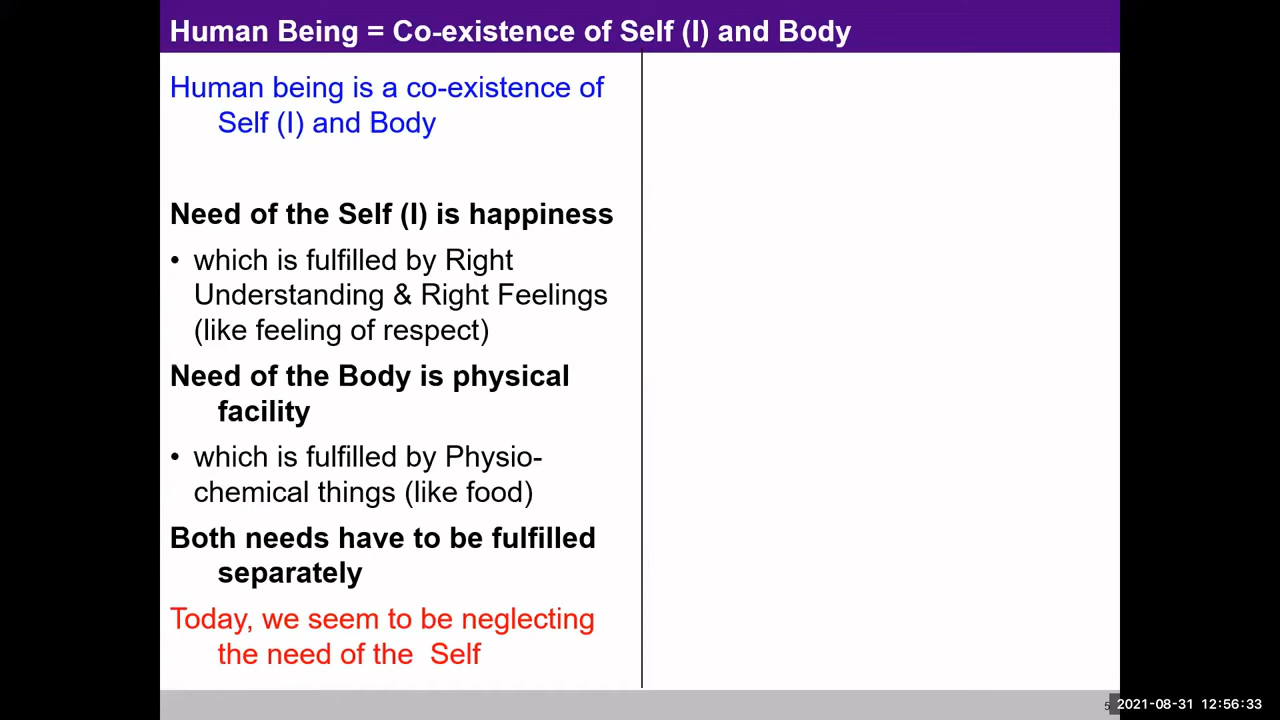 Human Being = Co-existence of Self (I) and Body
Human being is a co-existence of
Self (I) and Body
Need of the Self (I) is happiness
• which is fulfilled by Right
Understanding & Right Feelings
(like feeling of respect)
Need of the Body is physical
facility
• which is fulfilled by Physio-
chemical things (like food)
Both needs have to be fulfilled
separately
Today, we seem to be neglecting
the need of the Self
5
2021-08-31 12:56:33